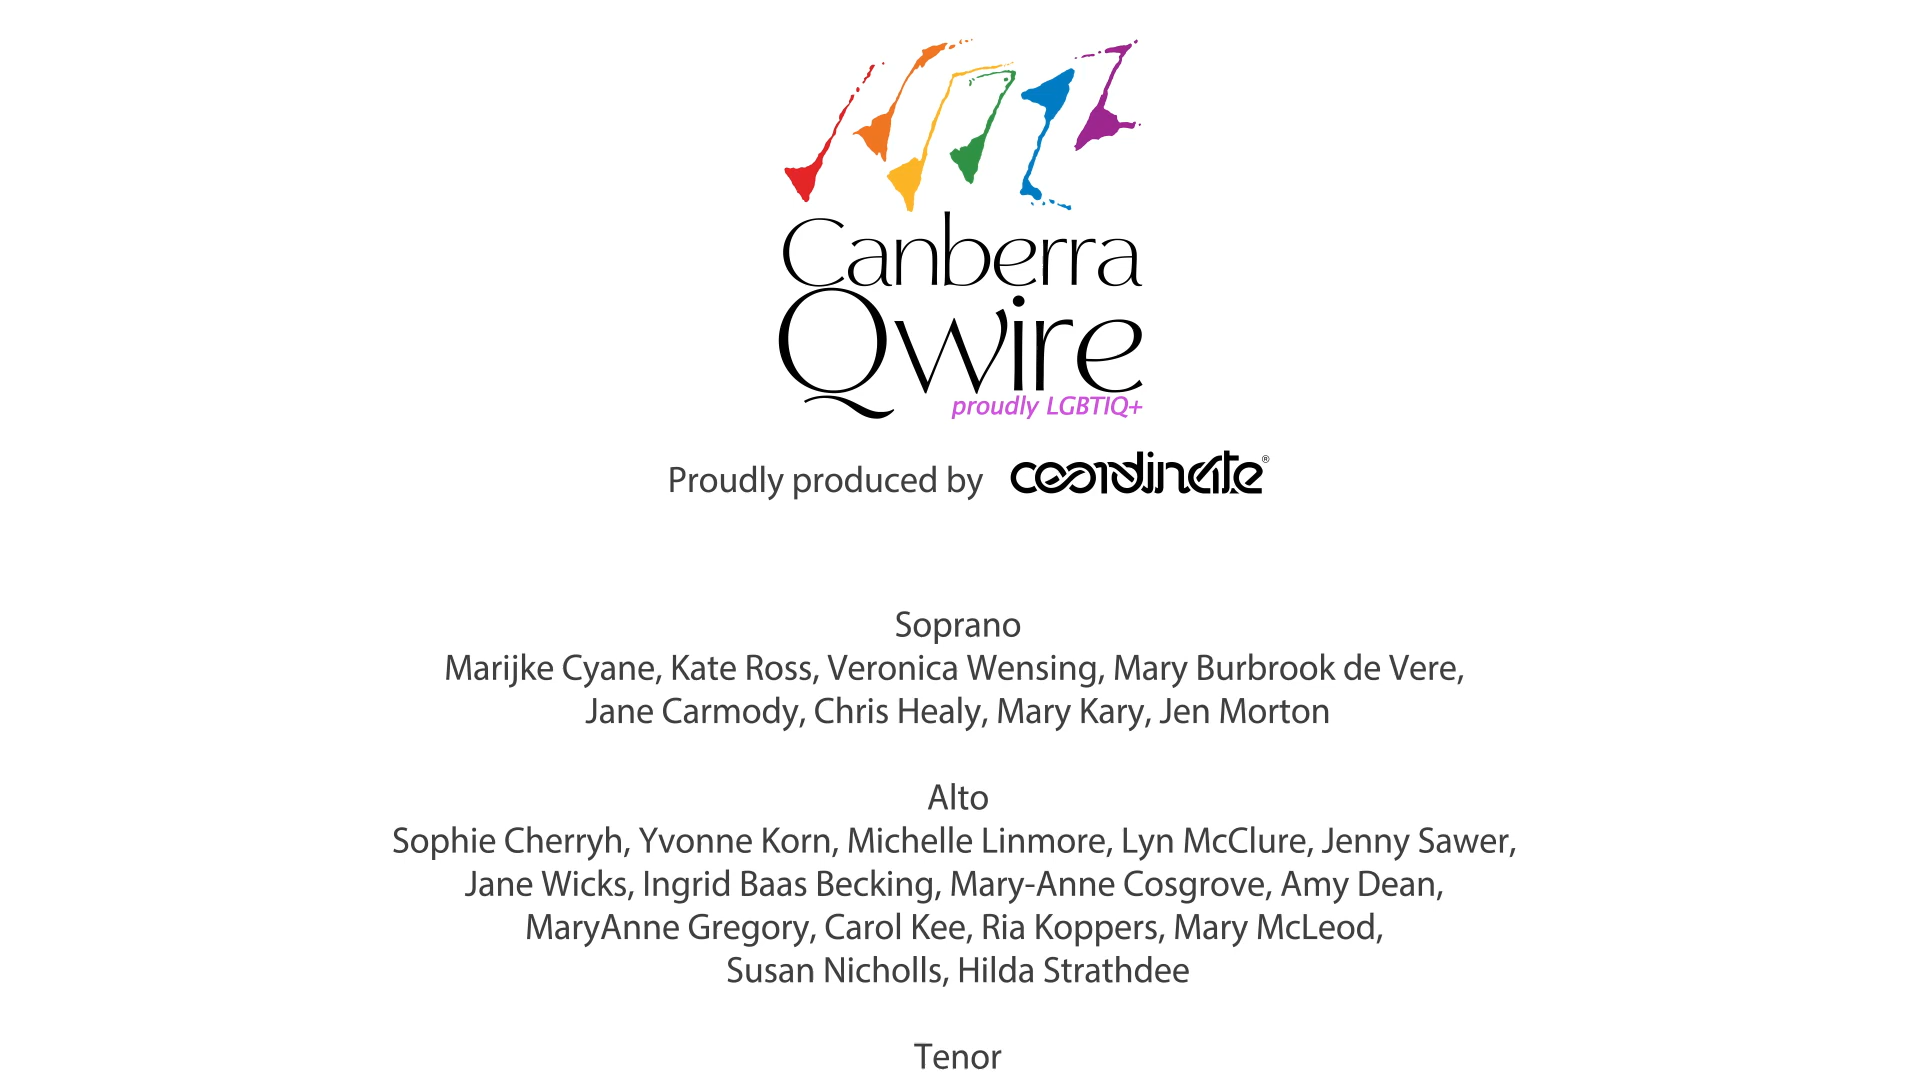 Canberra
Qwire
proudly LGBTIQ+
Proudly produced by coordinate®
Soprano
Marijke Cyane, Kate Ross, Veronica Wensing, Mary Burbrook de Vere,
Jane Carmody, Chris Healy, Mary Kary, Jen Morton
Alto
Sophie Cherryh, Yvonne Korn, Michelle Linmore, Lyn McClure, Jenny Sawer,
Jane Wicks, Ingrid Baas Becking, Mary-Anne Cosgrove, Amy Dean,
MaryAnne Gregory, Carol Kee, Ria Koppers, Mary McLeod,
Susan Nicholls, Hilda Strathdee
Tenor